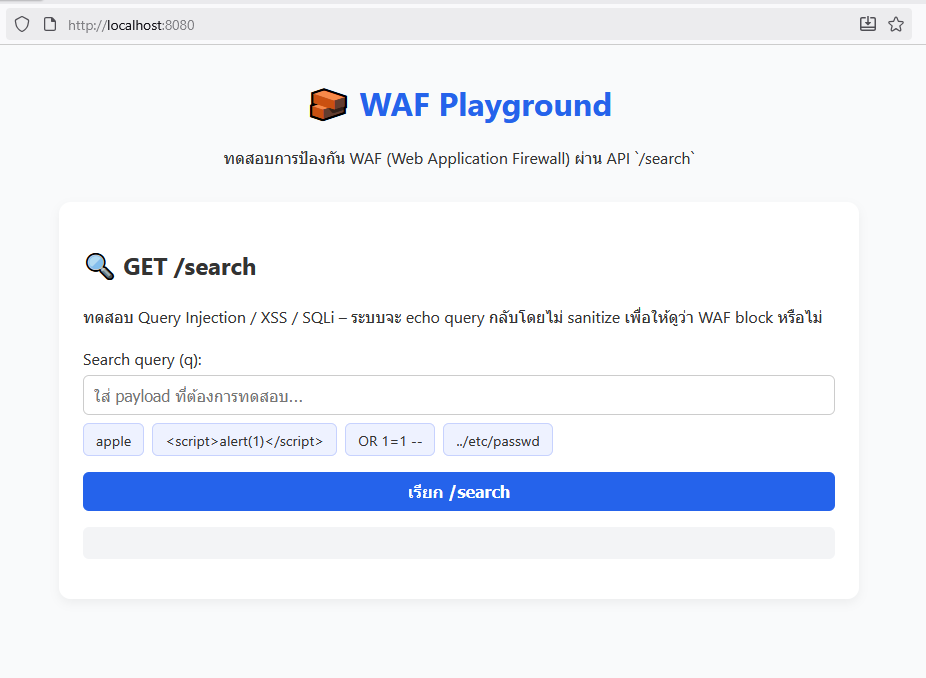 http://localhost:8080
WAF Playground
ทดสอบการป้องกัน WAF (Web Application Firewall) ผ่าน API `/search`
GET /search
ทดสอบ Query Injection / XSS / SQLi – ระบบจะ echo query กลับโดยไม่ sanitize เพื่อให้ดูว่า WAF block หรือไม่
Search query (q):
ใส่ payload ที่ต้องการทดสอบ...
apple <script>alert(1)</script> OR 1=1 -- ../etc/passwd
เรียก /search